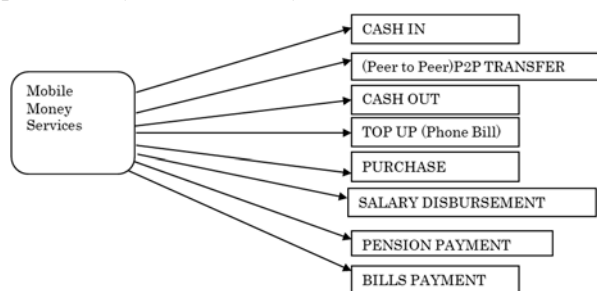 Mobile
Money
Services
CASH IN
(Peer to Peer)P2P TRANSFER
CASH OUT
TOP UP (Phone Bill)
PURCHASE
SALARY DISBURSEMENT
PENSION PAYMENT
BILLS PAYMENT